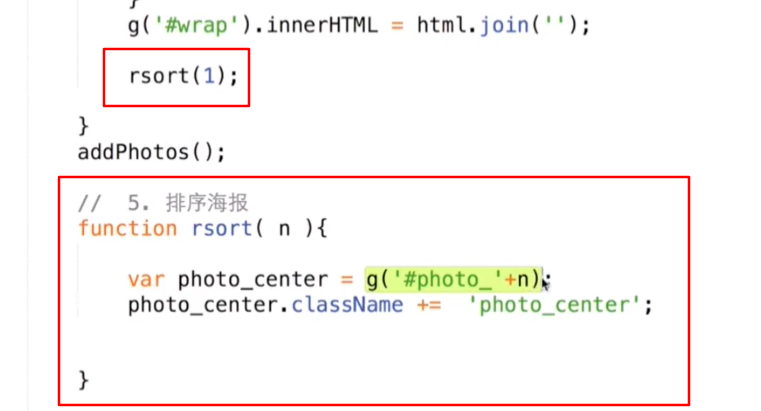 }
g('#wrap').innerHTML = html.join('');
rsort(1);
}
addPhotos();
// 5. 排序海报
function rsort( n ){
var photo_center = g('#photo_'+n);
photo_center.className += 'photo_center';
}